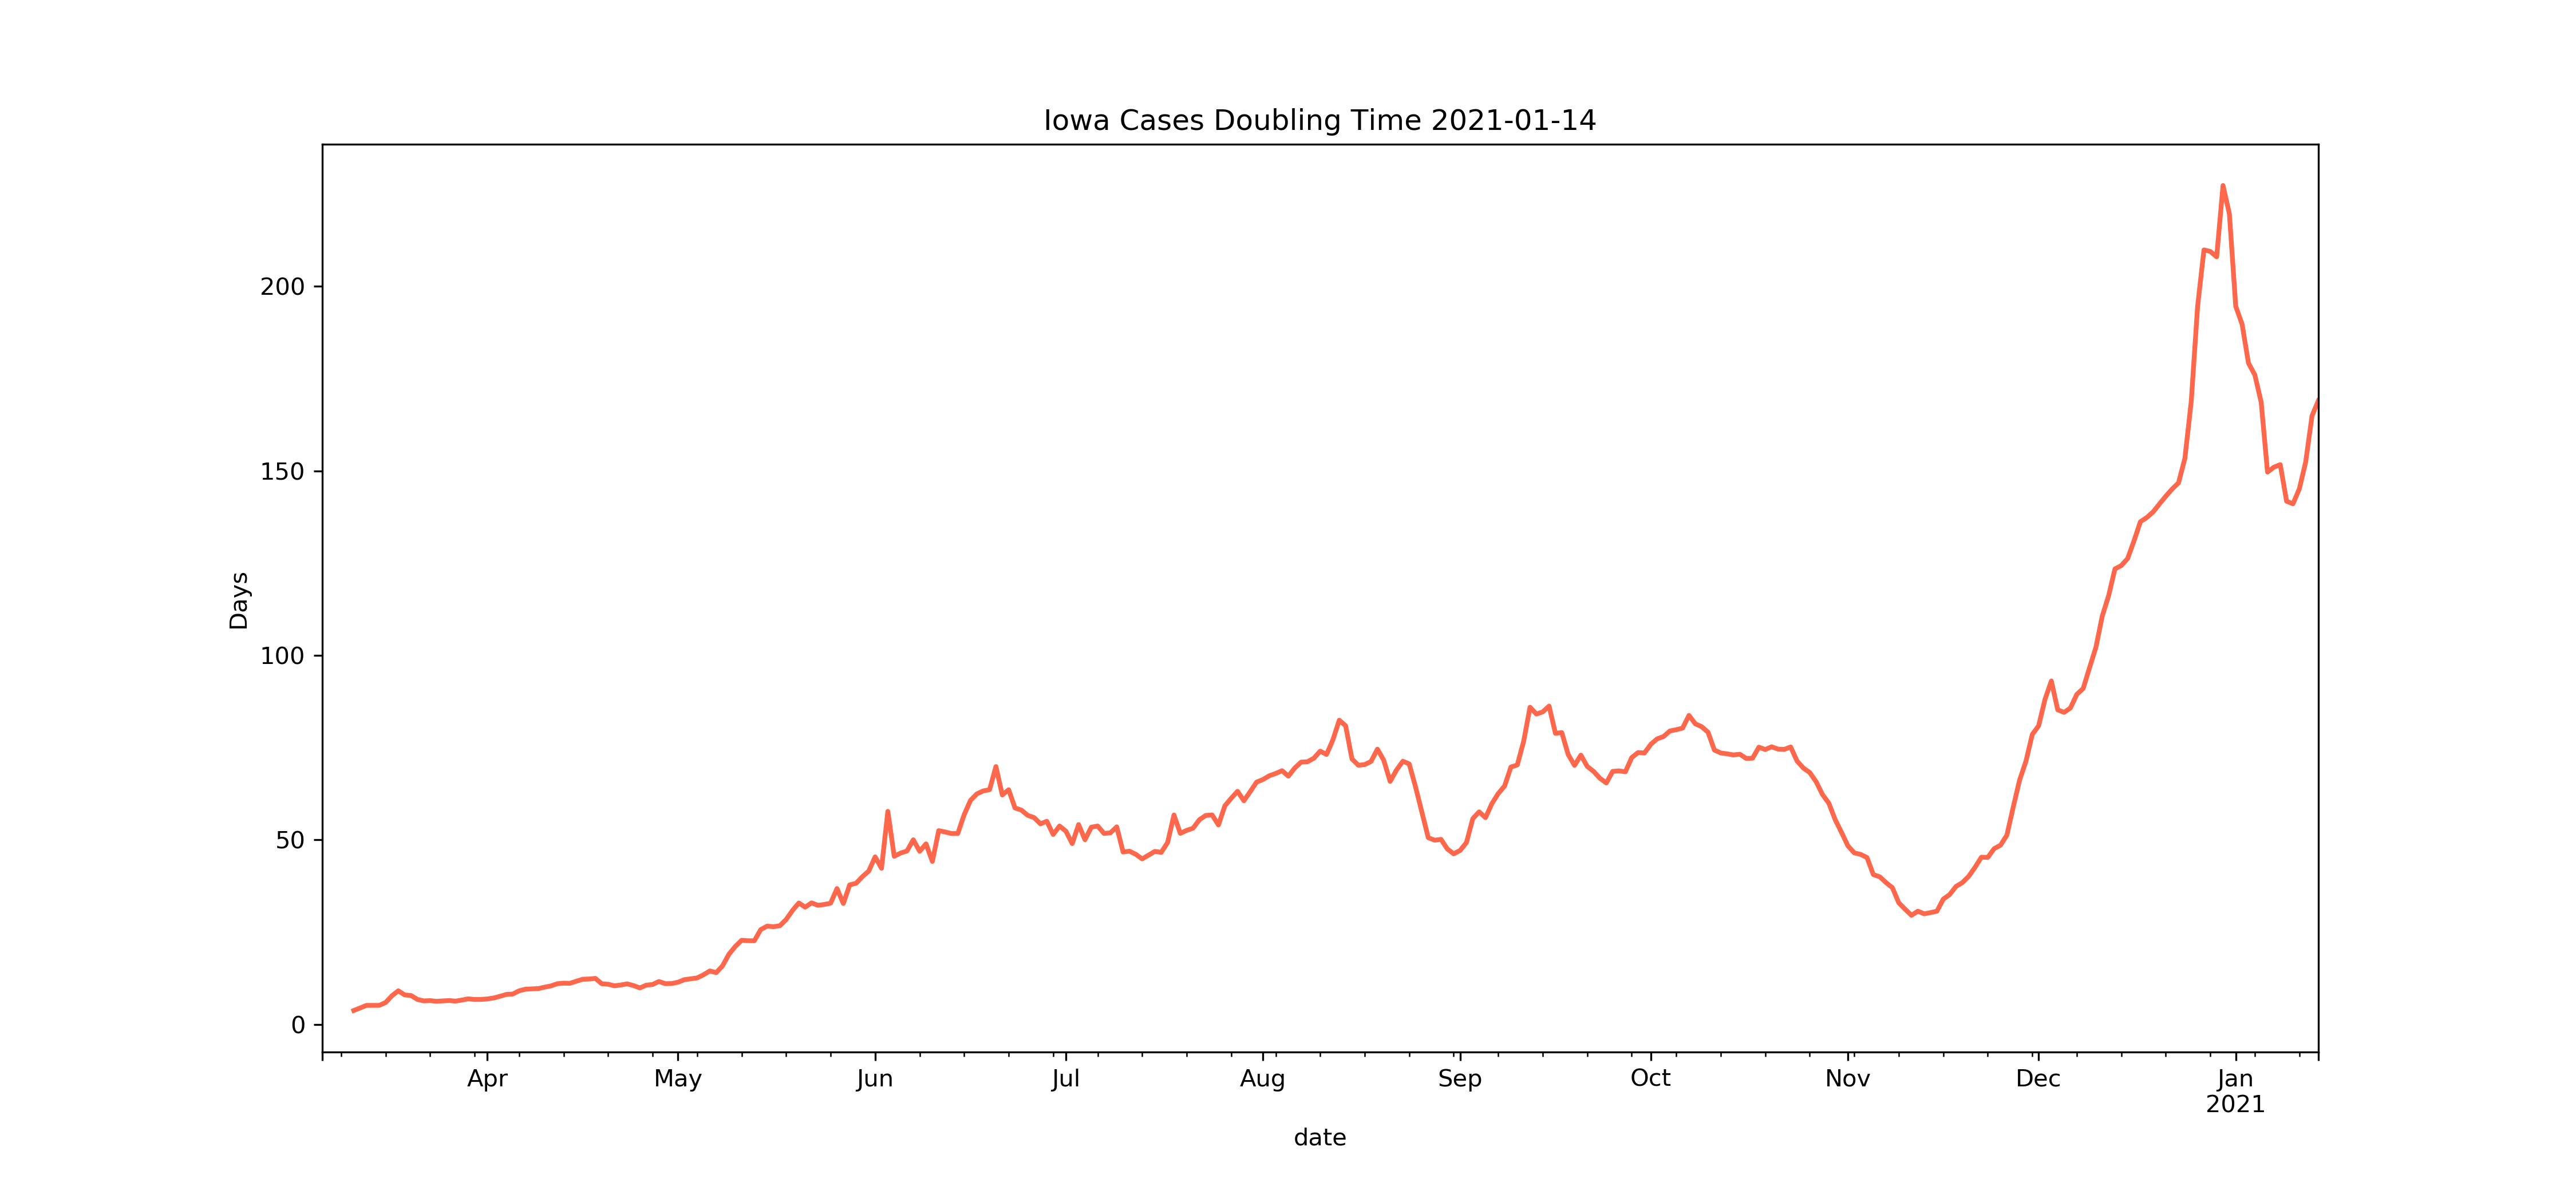 Iowa Cases Doubling Time 2021-01-14
200
150
100
50
0
Days
Apr May Jun Jul Aug Sep Oct Nov Dec Jan
2021
date